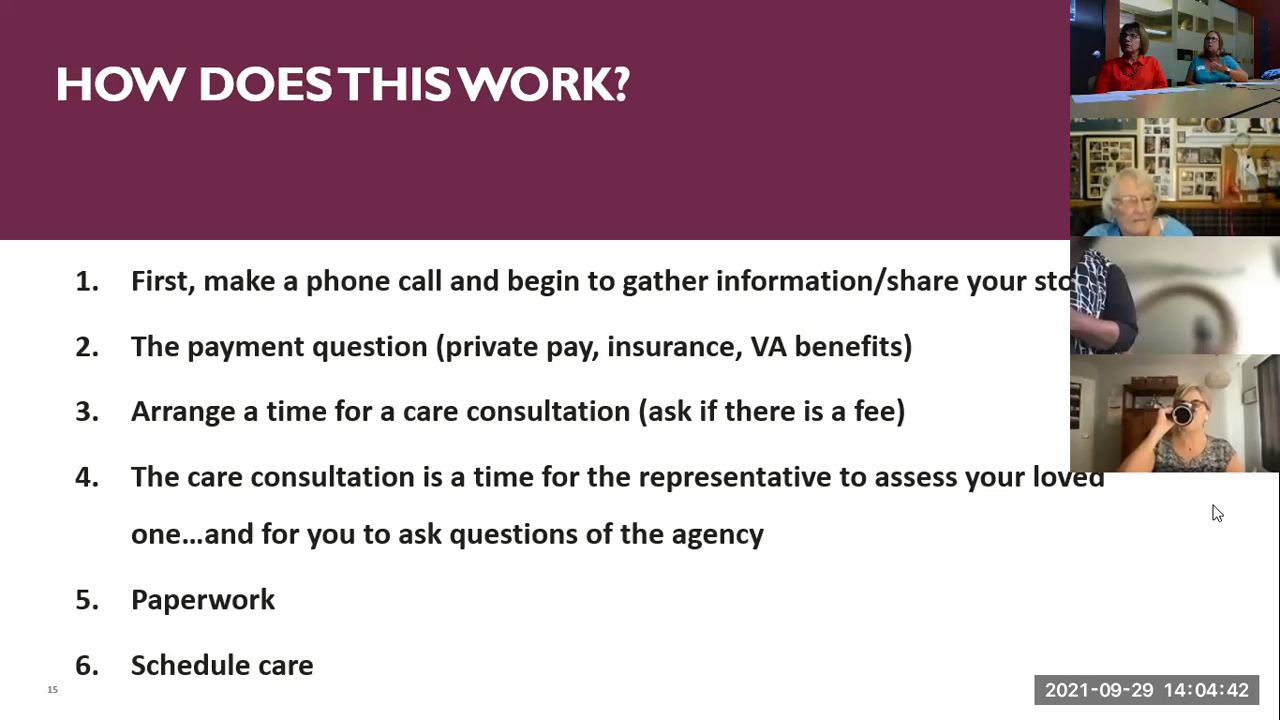 HOW DOES THIS WORK?
1. First, make a phone call and begin to gather information/share your sto
2. The payment question (private pay, insurance, VA benefits)
3. Arrange a time for a care consultation (ask if there is a fee)
4. The care consultation is a time for the representative to assess your loved
one…and for you to ask questions of the agency
5. Paperwork
6. Schedule care
15
2021-09-29 14:04:42